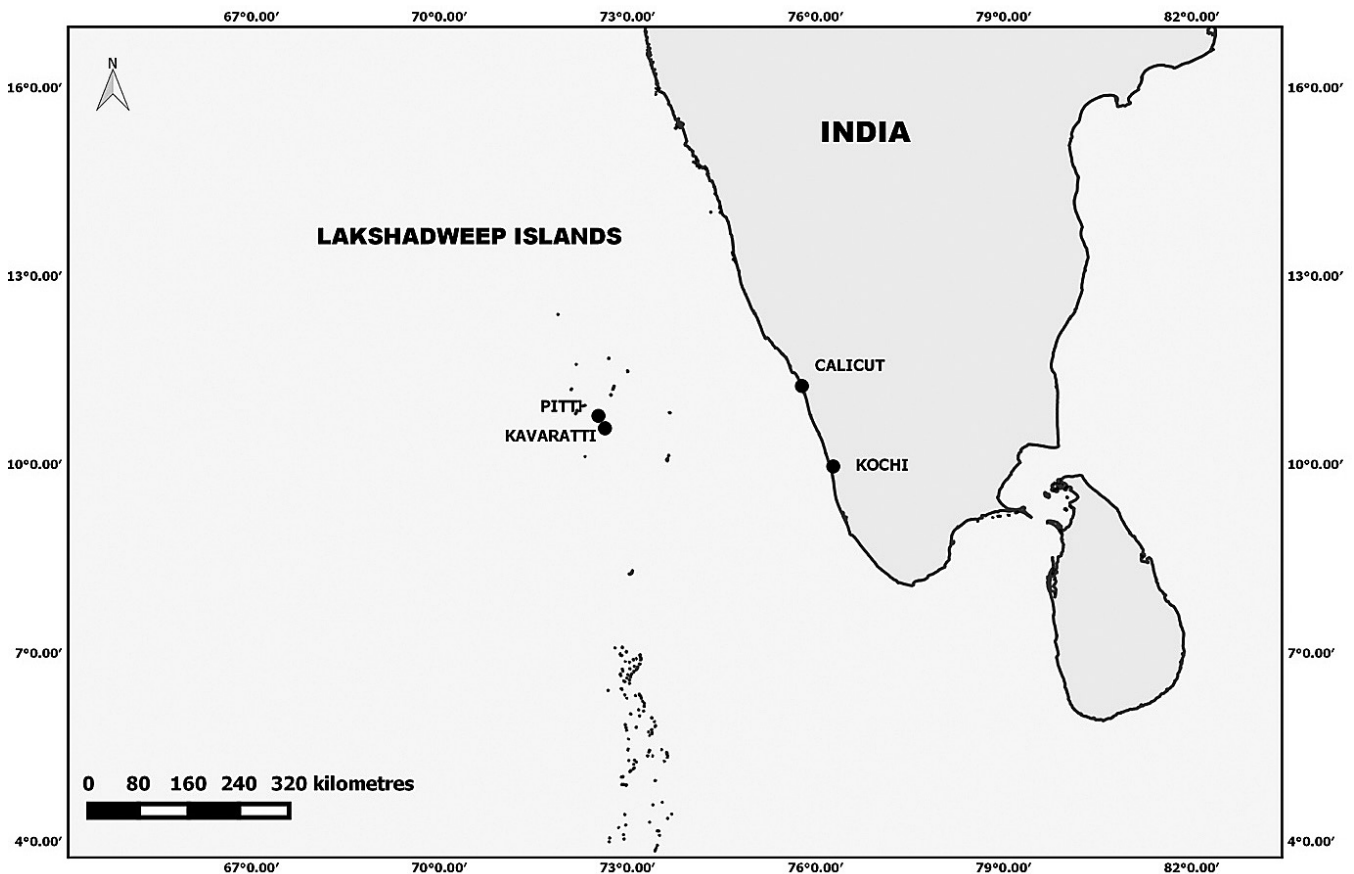 67°0.00′ 70°0.00′ 73°0.00′ 76°0.00′ 79°0.00′ 82°0.00′
N
16°0.00′ 16°0.00′
INDIA
LAKSHADWEEP ISLANDS
13°0.00′ 13°0.00′
CALICUT
PITTI
KAVARATTI
10°0.00′ KOCHI 10°0.00′
7°0.00′ 7°0.00′
0 80 160 240 320 kilometres
4°0.00′ 4°0.00′
67°0.00′ 70°0.00′ 73°0.00′ 76°0.00′ 79°0.00′ 82°0.00′